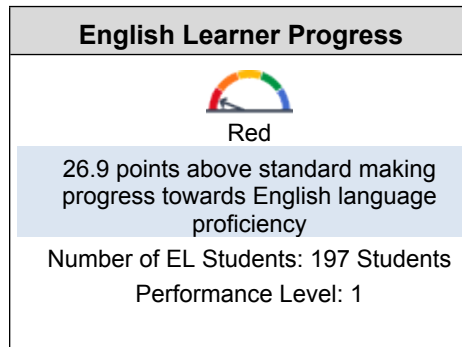 English Learner Progress
Red
26.9 points above standard making
progress towards English language
proficiency
Number of EL Students: 197 Students
Performance Level: 1